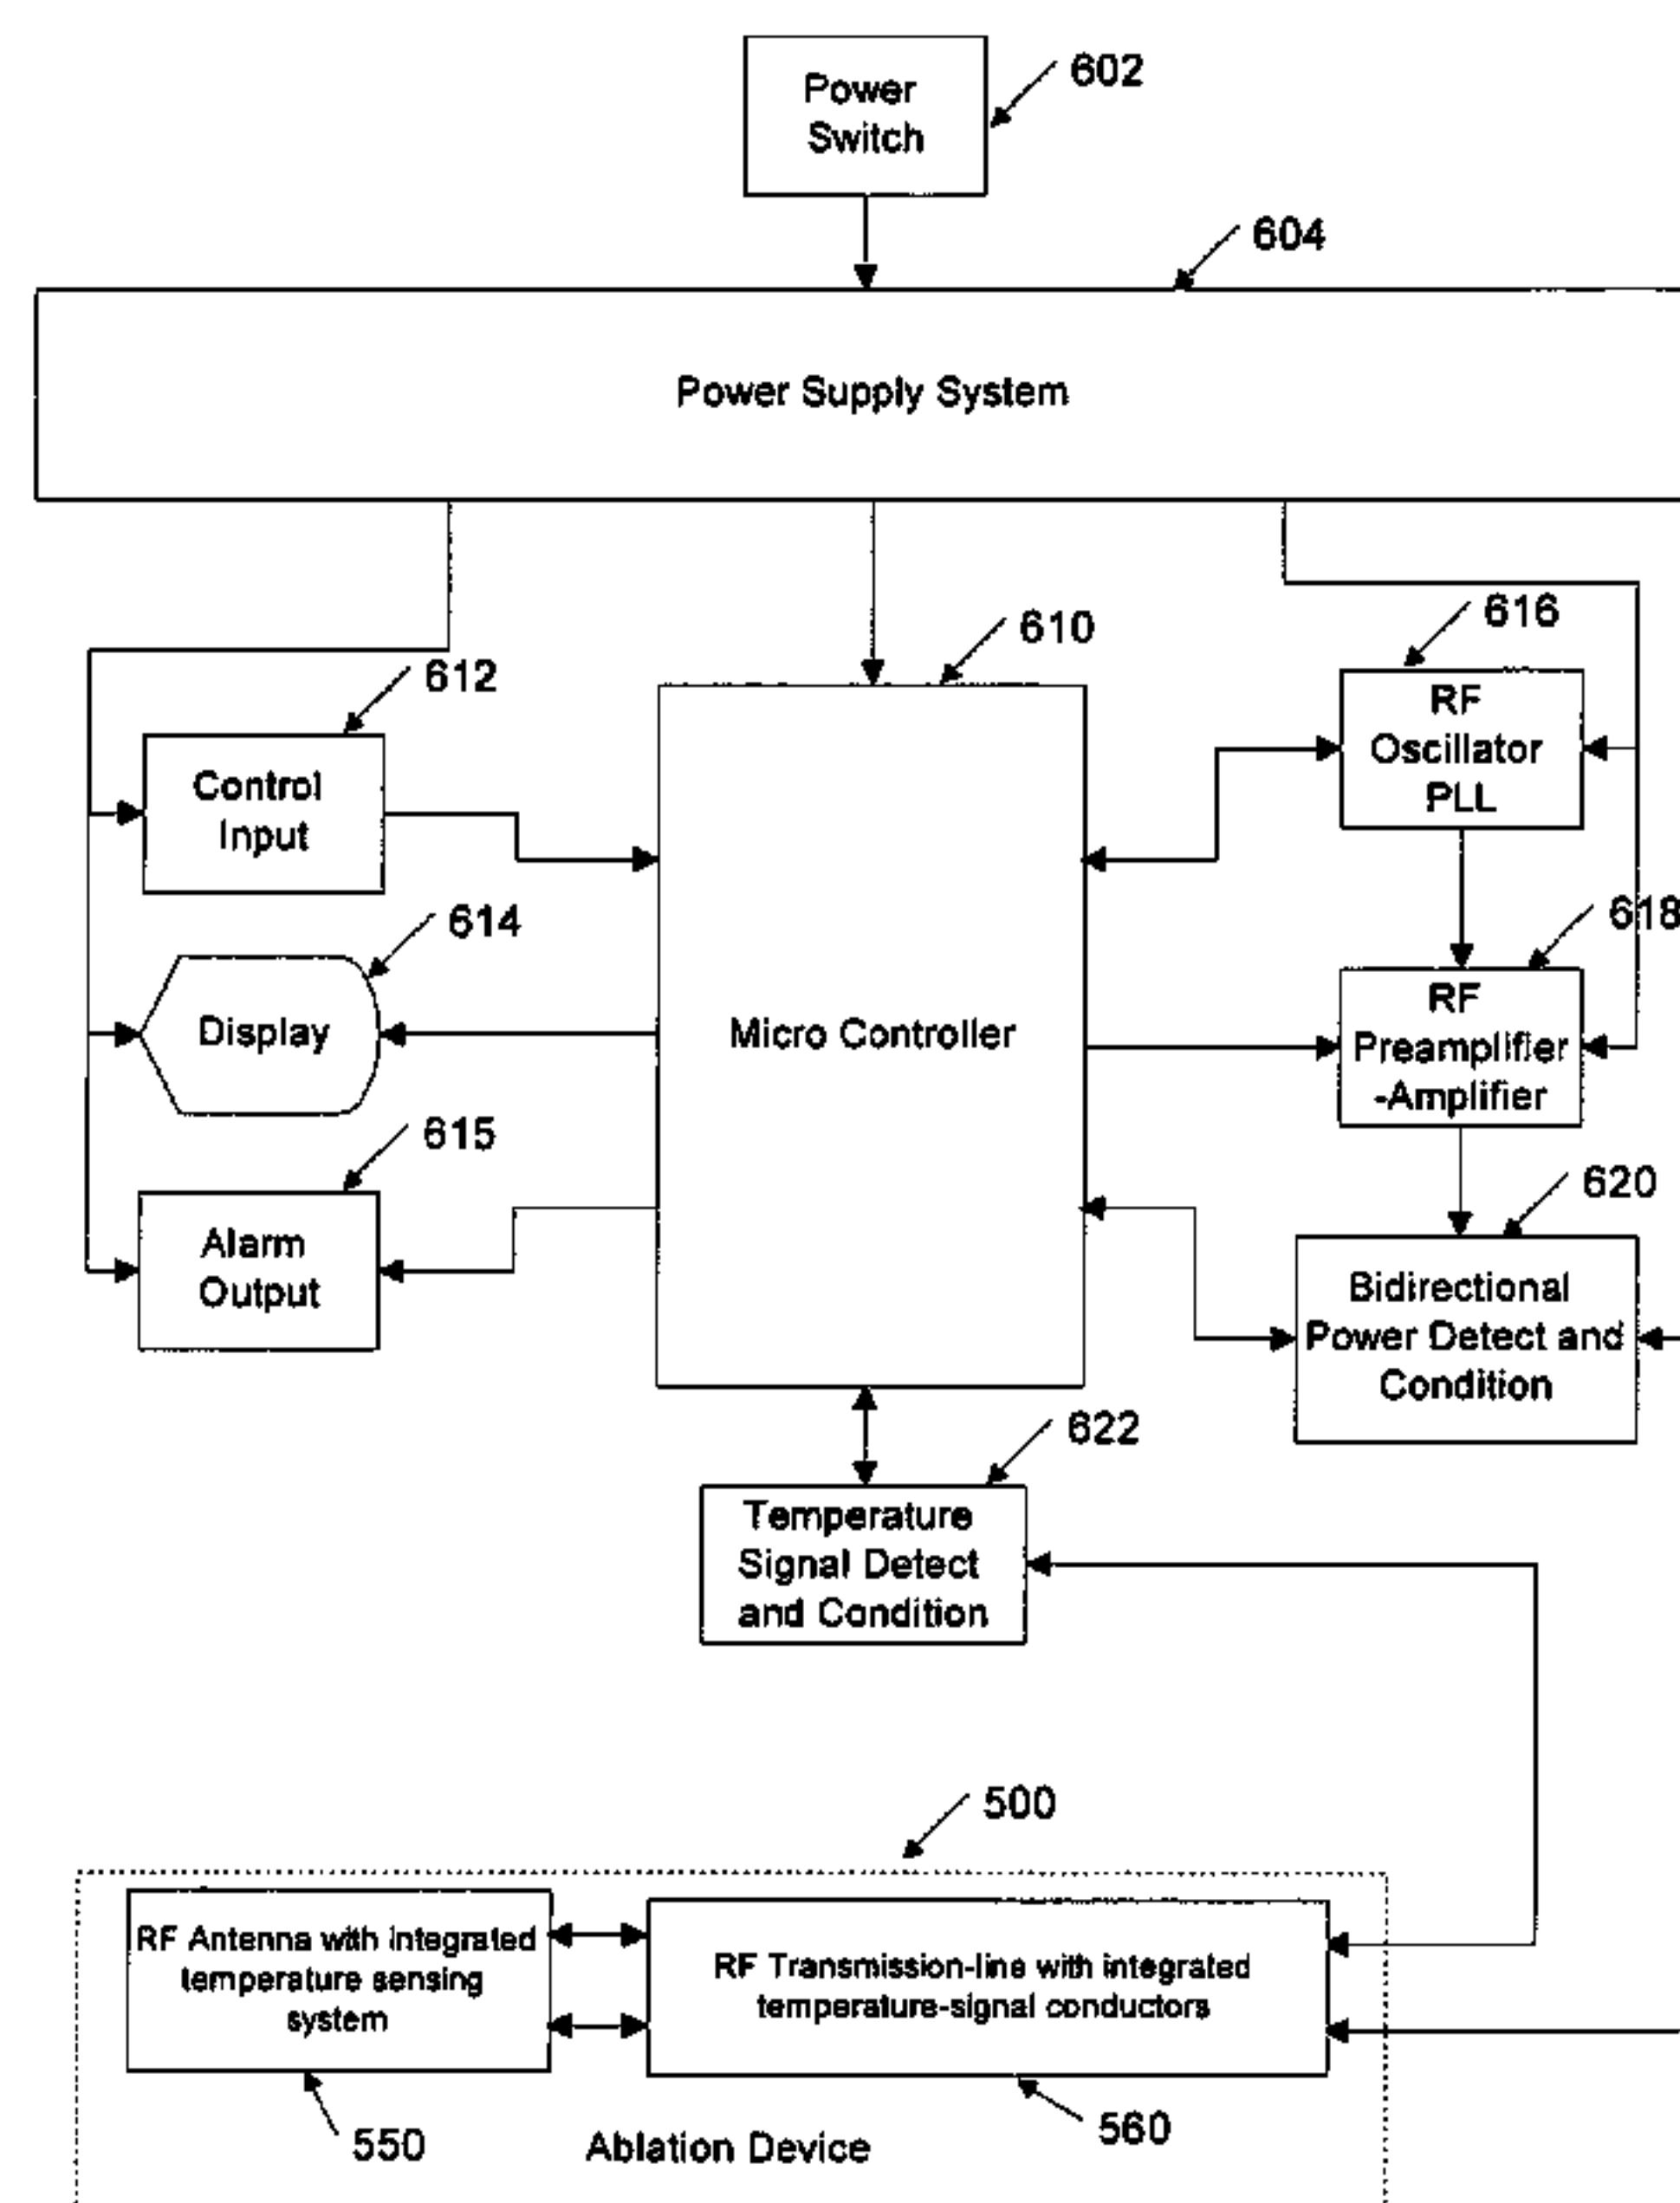 Power
Switch
602
604
Power Supply System
610
616
612
RF
Oscillator
PLL
Control
Input
614
618
Display
Micro Controller
RF
Preamplifier
-Amplifier
615
620
Alarm
Output
Bidirectional
Power Detect and
Condition
622
Temperature
Signal Detect
and Condition
500
RF Antenna with integrated
temperature sensing
system
RF Transmission-line with integrated
temperature-signal conductors
550
Ablation Device
560